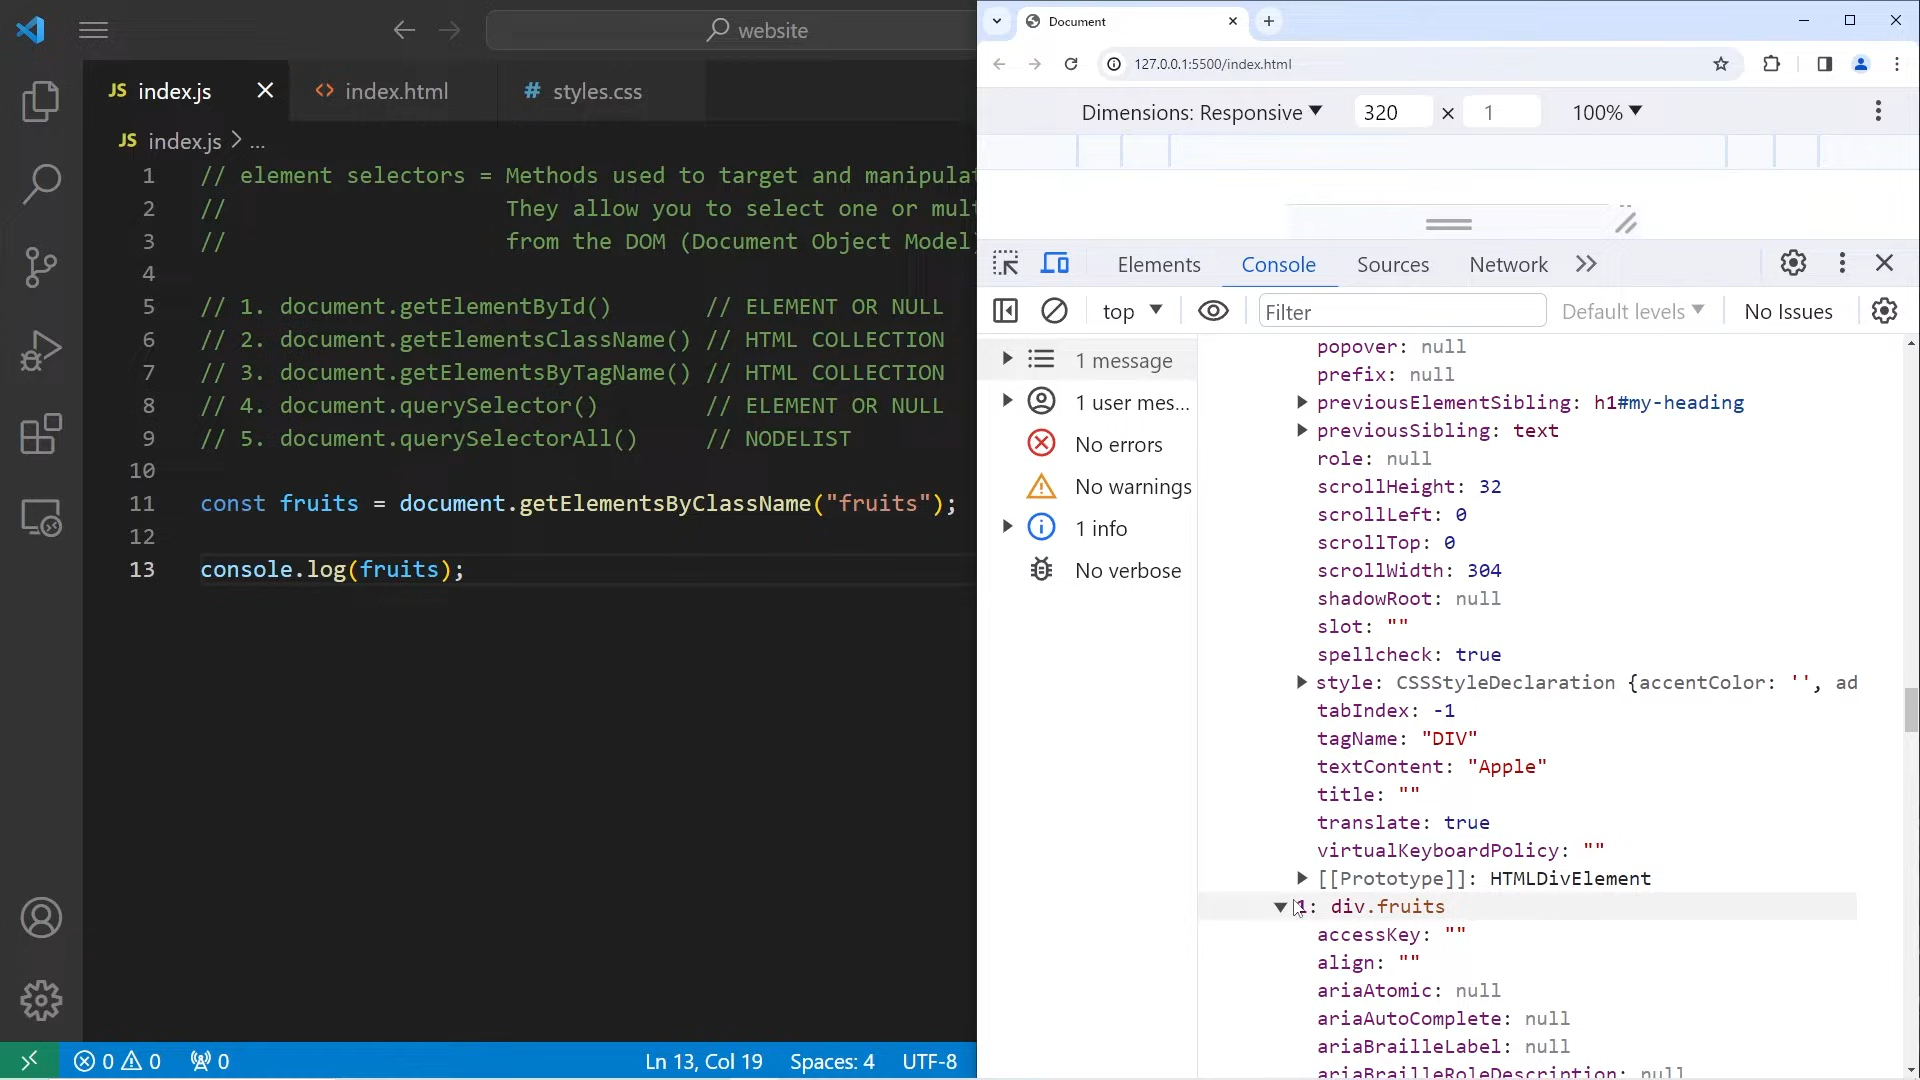 website
JS index.js
<> index.html
# styles.css
JS index.js > ...
1 // element selectors = Methods used to target and manipula
2 // They allow you to select one or mul
3 // from the DOM (Document Object Model)
4
5 // 1. document.getElementById() // ELEMENT OR NULL
6 // 2. document.getElementsClassName() // HTML COLLECTION
7 // 3. document.getElementsByTagName() // HTML COLLECTION
8 // 4. document.querySelector() // ELEMENT OR NULL
9 // 5. document.querySelectorAll() // NODELIST
10
11 const fruits = document.getElementsByClassName("fruits");
12
13 console.log(fruits);
0 0 0
Ln 13, Col 19 Spaces: 4 UTF-8
Document
127.0.0.1:5500/index.html
Dimensions: Responsive 320 × 1 100%
Elements Console Sources Network
top Filter Default levels No Issues
1 message
1 user mes...
No errors
No warnings
1 info
No verbose
popover: null
prefix: null
previousElementSibling: h1#my-heading
previousSibling: text
role: null
scrollHeight: 32
scrollLeft: 0
scrollTop: 0
scrollWidth: 304
shadowRoot: null
slot: ""
spellcheck: true
style: CSSStyleDeclaration {accentColor: '', ad
tabIndex: -1
tagName: "DIV"
textContent: "Apple"
title: ""
translate: true
virtualKeyboardPolicy: ""
[[Prototype]]: HTMLDivElement
1: div.fruits
accessKey: ""
align: ""
ariaAtomic: null
ariaAutoComplete: null
ariaBrailleLabel: null
ariaBrailleRoleDescription: null